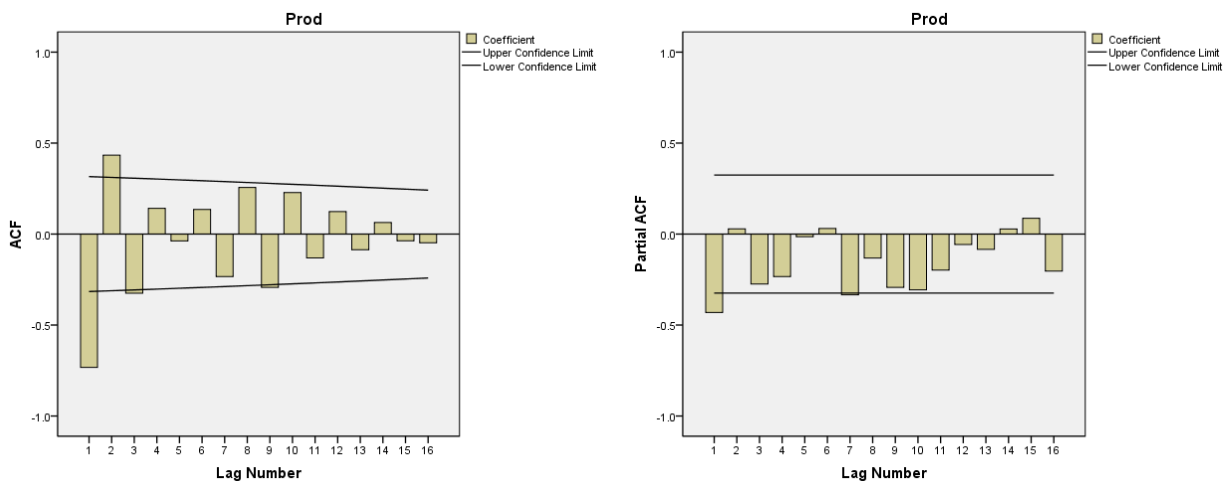 Prod
Coefficient
Upper Confidence Limit
Lower Confidence Limit
1.0
0.5
0.0
-0.5
-1.0
ACF
1 2 3 4 5 6 7 8 9 10 11 12 13 14 15 16
Lag Number
Prod
Coefficient
Upper Confidence Limit
Lower Confidence Limit
1.0
0.5
0.0
-0.5
-1.0
Partial ACF
1 2 3 4 5 6 7 8 9 10 11 12 13 14 15 16
Lag Number